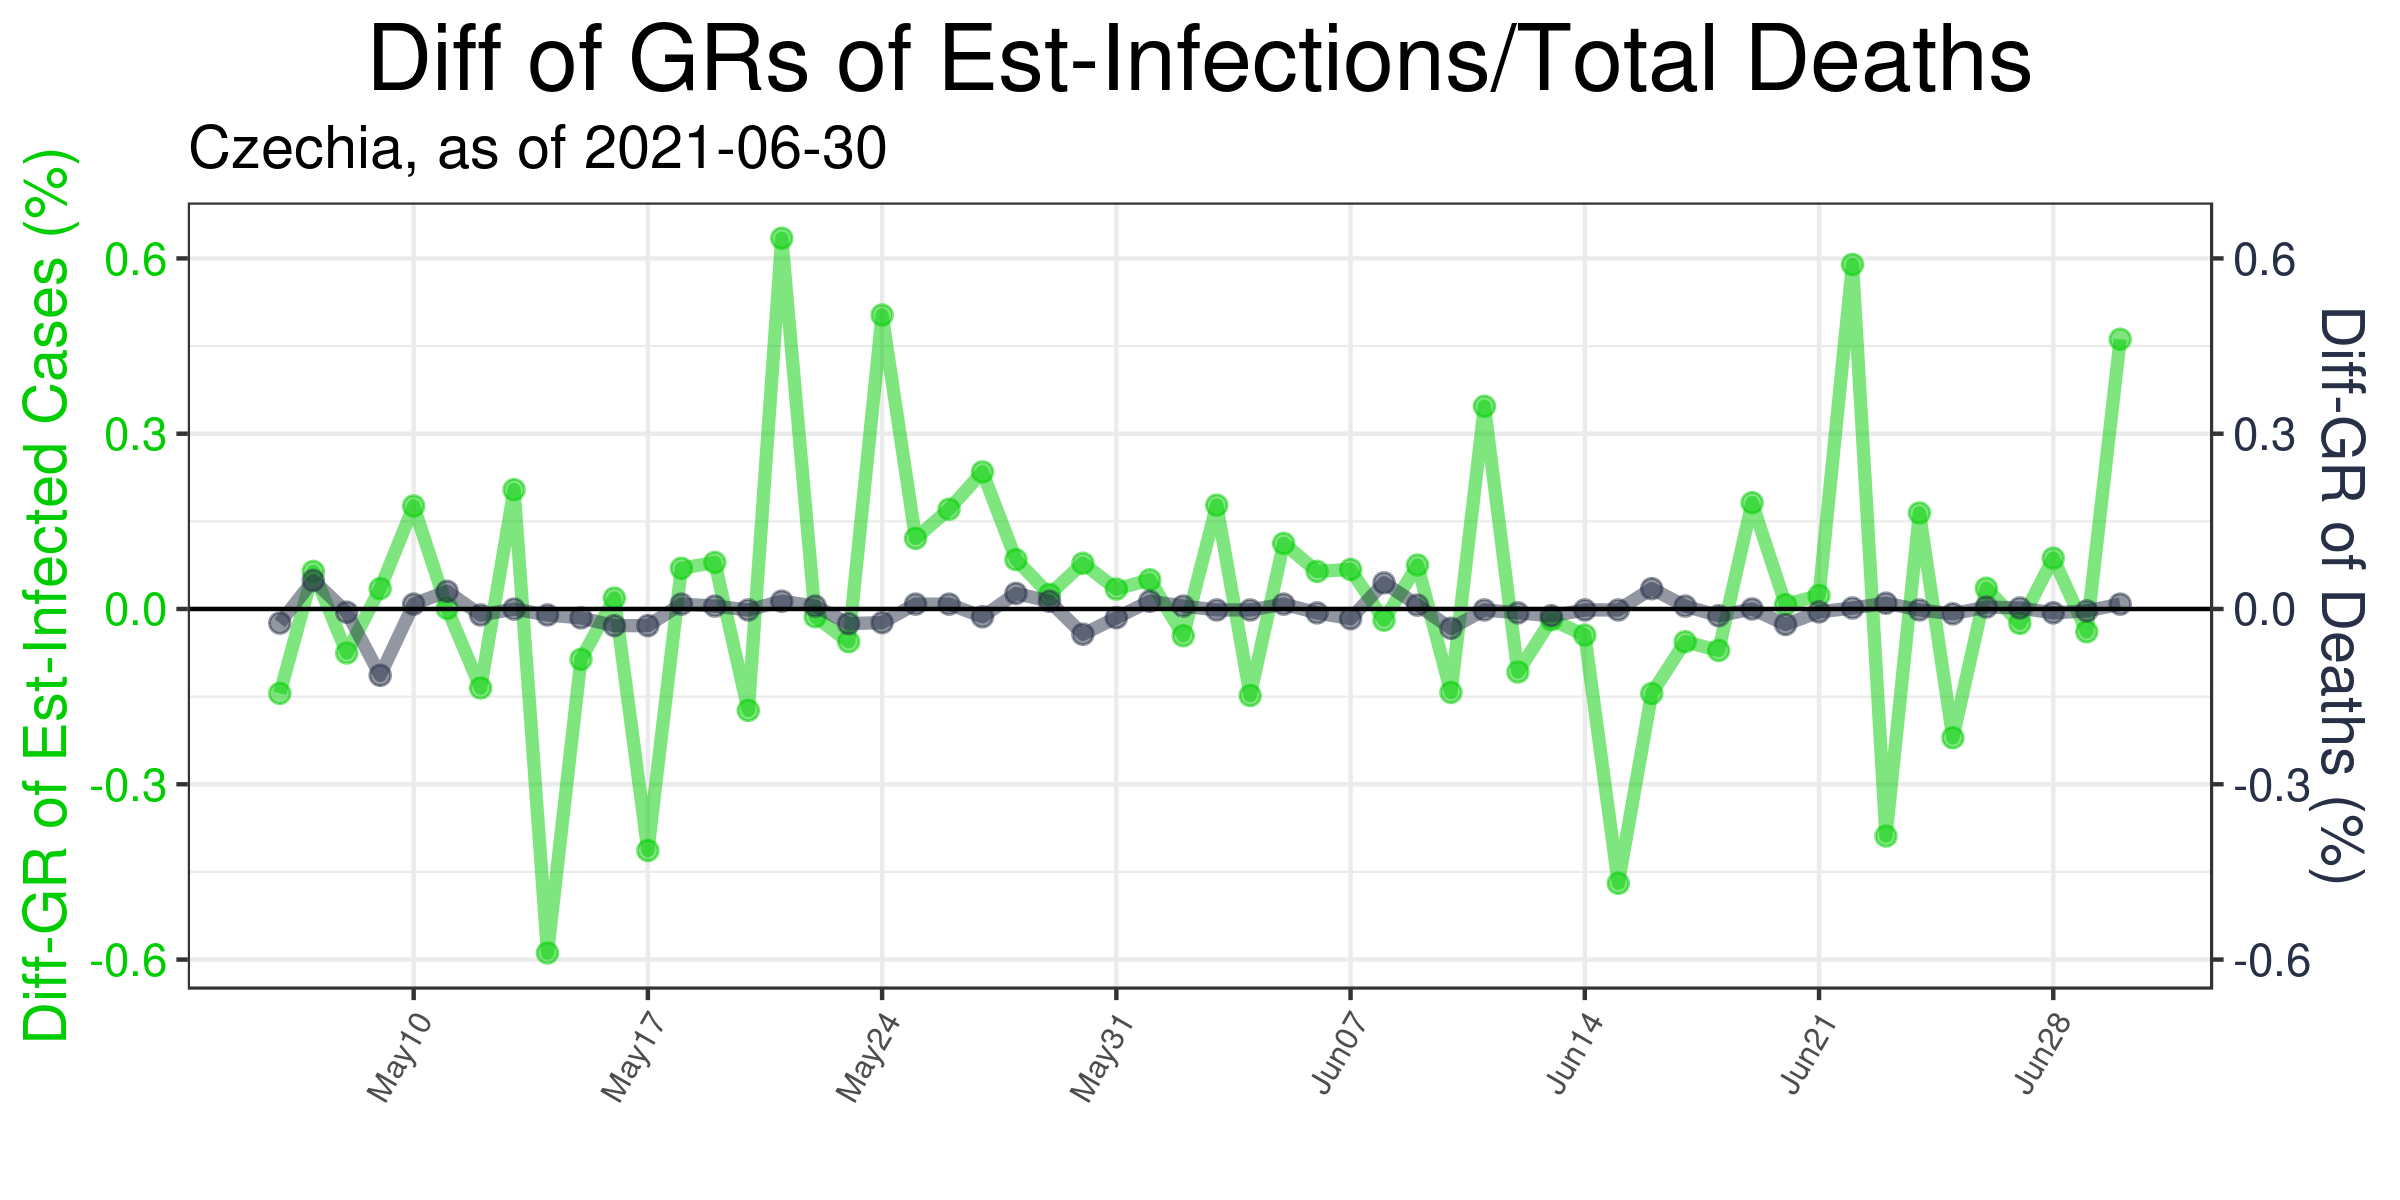 Diff of GRs of Est-Infections/Total Deaths
Czechia, as of 2021-06-30
Diff-GR of Est-Infected Cases (%)
0.6
0.3
0.0
-0.3
-0.6
0.6
0.3
0.0
-0.3
-0.6
Diff-GR of Deaths (%)
May10
May17
May24
May31
Jun07
Jun14
Jun21
Jun28